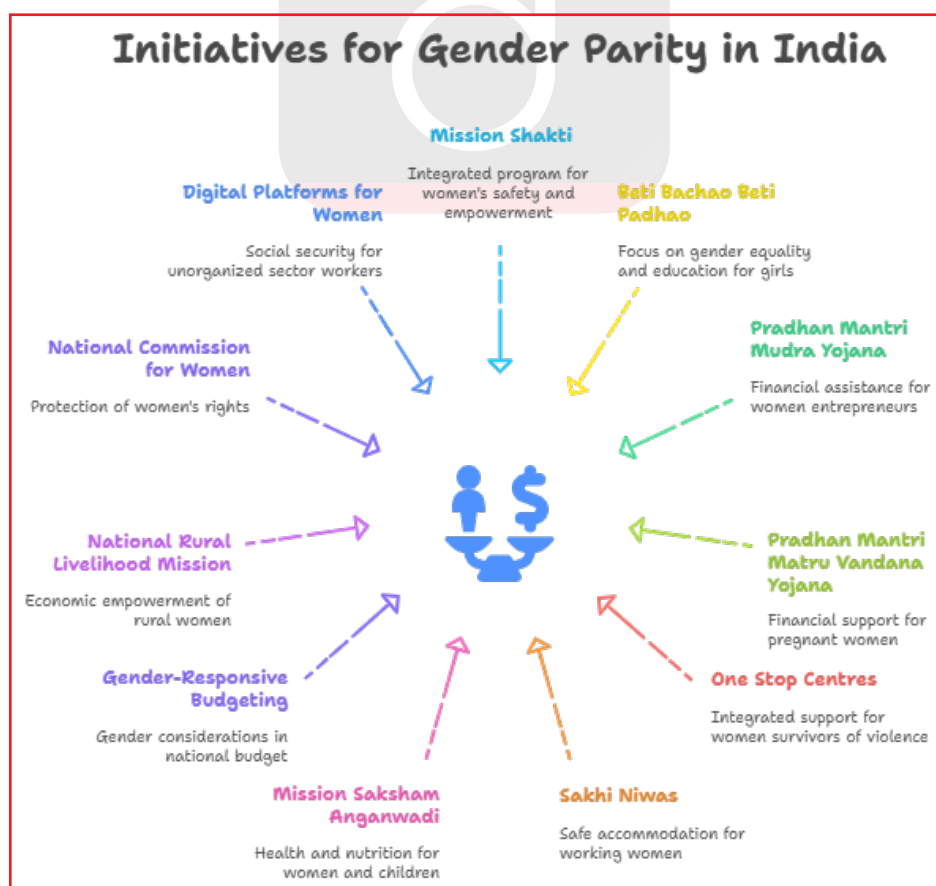 Initiatives for Gender Parity in India
Mission Shakti
Integrated program for
women's safety and
empowerment
Beti Bachao Beti
Padhao
Focus on gender equality
and education for girls
Pradhan Mantri
Mudra Yojana
Financial assistance for
women entrepreneurs
Pradhan Mantri
Matru Vandana
Yojana
Financial support for
pregnant women
One Stop Centres
Integrated support for
women survivors of violence
Sakhi Niwas
Safe accommodation for
working women
Mission Saksham
Anganwadi
Health and nutrition for
women and children
Gender-Responsive
Budgeting
Gender considerations in
national budget
National Rural
Livelihood Mission
Economic empowerment of
rural women
National Commission
for Women
Protection of women's rights
Digital Platforms for
Women
Social security for
unorganized sector workers